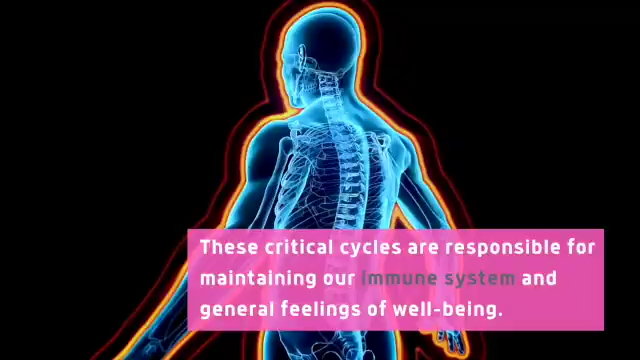 These critical cycles are responsible for
maintaining our immune system and
general feelings of well-being.